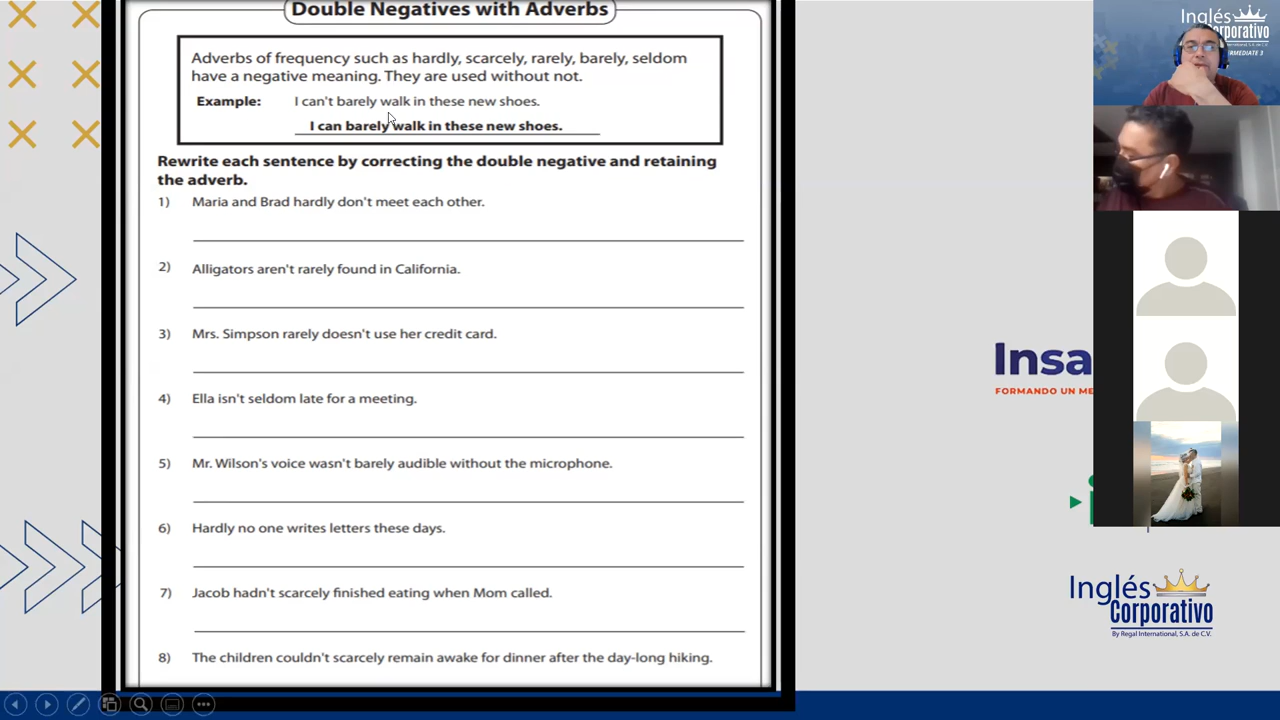 Double Negatives with Adverbs
Adverbs of frequency such as hardly, scarcely, rarely, barely, seldom
have a negative meaning. They are used without not.
Example: I can't barely walk in these new shoes.
I can barely walk in these new shoes.
Rewrite each sentence by correcting the double negative and retaining
the adverb.
1) Maria and Brad hardly don't meet each other.
2) Alligators aren't rarely found in California.
3) Mrs. Simpson rarely doesn't use her credit card.
4) Ella isn't seldom late for a meeting.
5) Mr. Wilson's voice wasn't barely audible without the microphone.
6) Hardly no one writes letters these days.
7) Jacob hadn't scarcely finished eating when Mom called.
8) The children couldn't scarcely remain awake for dinner after the day-long hiking.
Inglés
Corporativo
International, S.A. de C.V.
ERMEDIATE 3
Insa
FORMANDO UN ME
Inglés
Corporativo
By Regal International, S.A. de C.V.